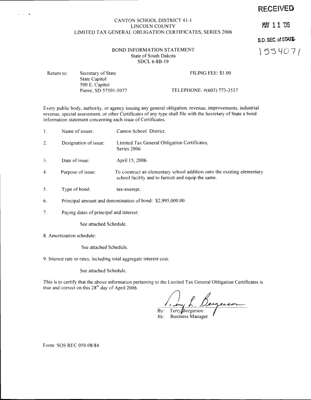 RECEIVED
MAY 11 '06
S.D. SEC. of STATE
1554071
CANTON SCHOOL DISTRICT 41-1
LINCOLN COUNTY
LIMITED TAX GENERAL OBLIGATION CERTIFICATES, SERIES 2006
BOND INFORMATION STATEMENT
State of South Dakota
SDCL 6-8B-19
Return to: Secretary of State FILING FEE: $1.00
State Capitol
500 E. Capitol
Pierre, SD 57501-5077 TELEPHONE: #(605) 773-3537
Every public body, authority, or agency issuing any general obligation, revenue, improvements, industrial
revenue, special assessment, or other Certificates of any type shall file with the Secretary of State a bond
information statement concerning each issue of Certificates.
1. Name of issuer: Canton School District.
2. Designation of issue: Limited Tax General Obligation Certificates,
Series 2006
3. Date of issue: April 15, 2006.
4. Purpose of issue: To construct an elementary school addition onto the existing elementary
school facility and to furnish and equip the same.
5. Type of bond: tax-exempt.
6. Principal amount and denomination of bond: $2,995,000.00.
7. Paying dates of principal and interest:
See attached Schedule.
8. Amortization schedule:
See attached Schedule.
9. Interest rate or rates, including total aggregate interest cost:
See attached Schedule.
This is to certify that the above information pertaining to the Limited Tax General Obligation Certificates is
true and correct on this 28th day of April 2006.
By: Terry Bergerson
Its: Business Manager
Form: SOS REC 050 08/84